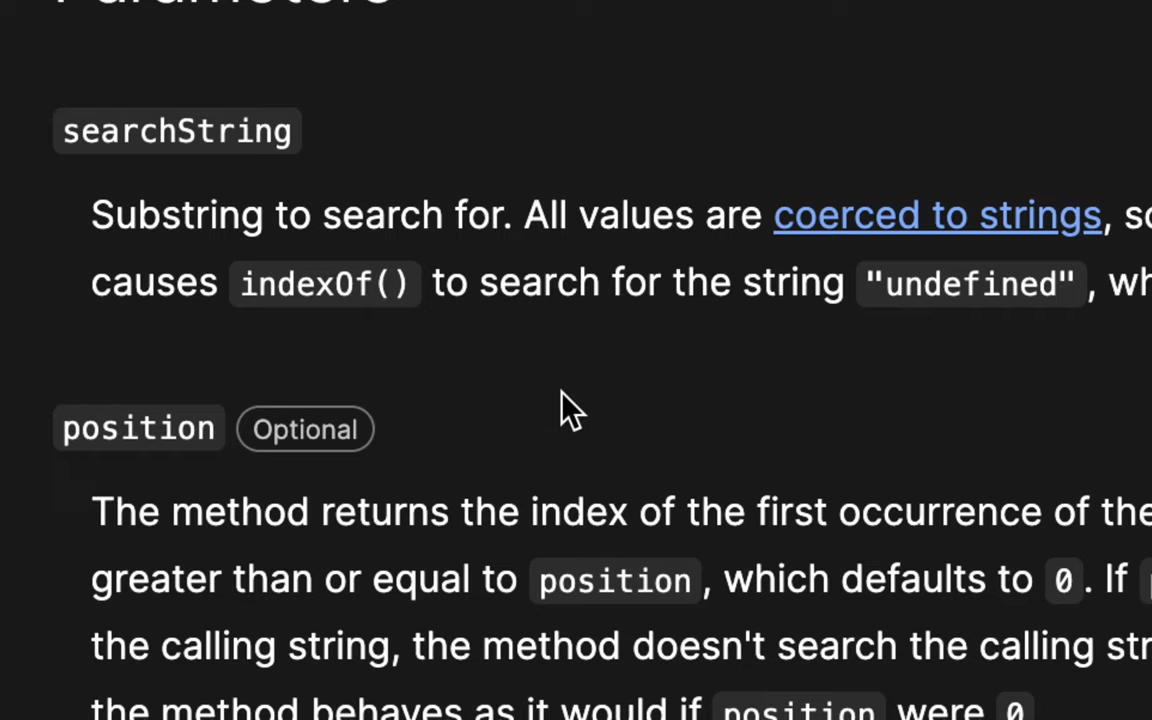 Parameters
searchString
Substring to search for. All values are coerced to strings, so
causes indexOf() to search for the string "undefined", wh
position Optional
The method returns the index of the first occurrence of the
greater than or equal to position, which defaults to 0. If
the calling string, the method doesn't search the calling str
the method behaves as it would if position were 0